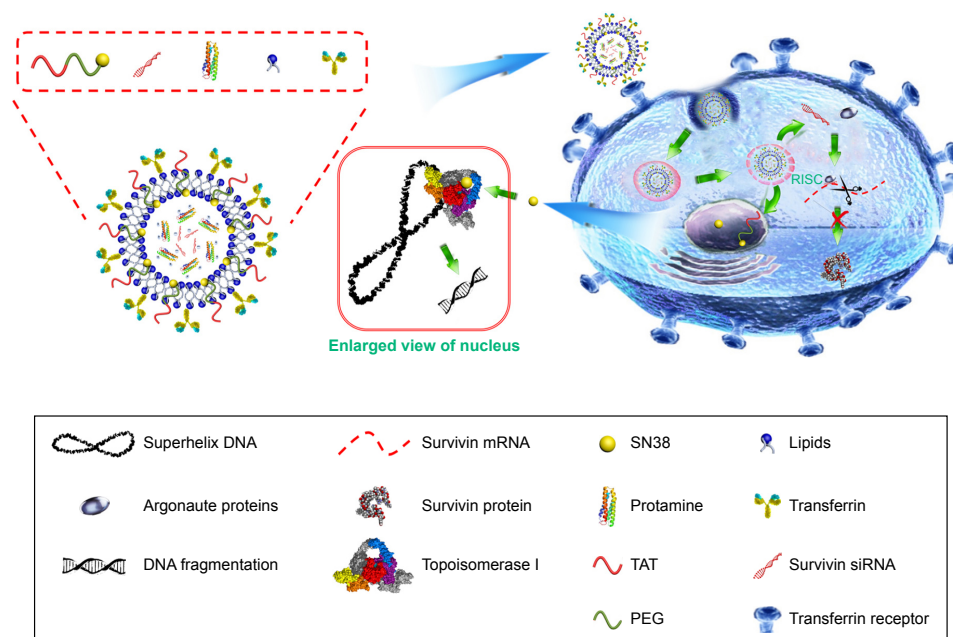 RISC
Enlarged view of nucleus
Superhelix DNA
Survivin mRNA
SN38
Lipids
Argonaute proteins
Survivin protein
Protamine
Transferrin
DNA fragmentation
Topoisomerase I
TAT
Survivin siRNA
PEG
Transferrin receptor